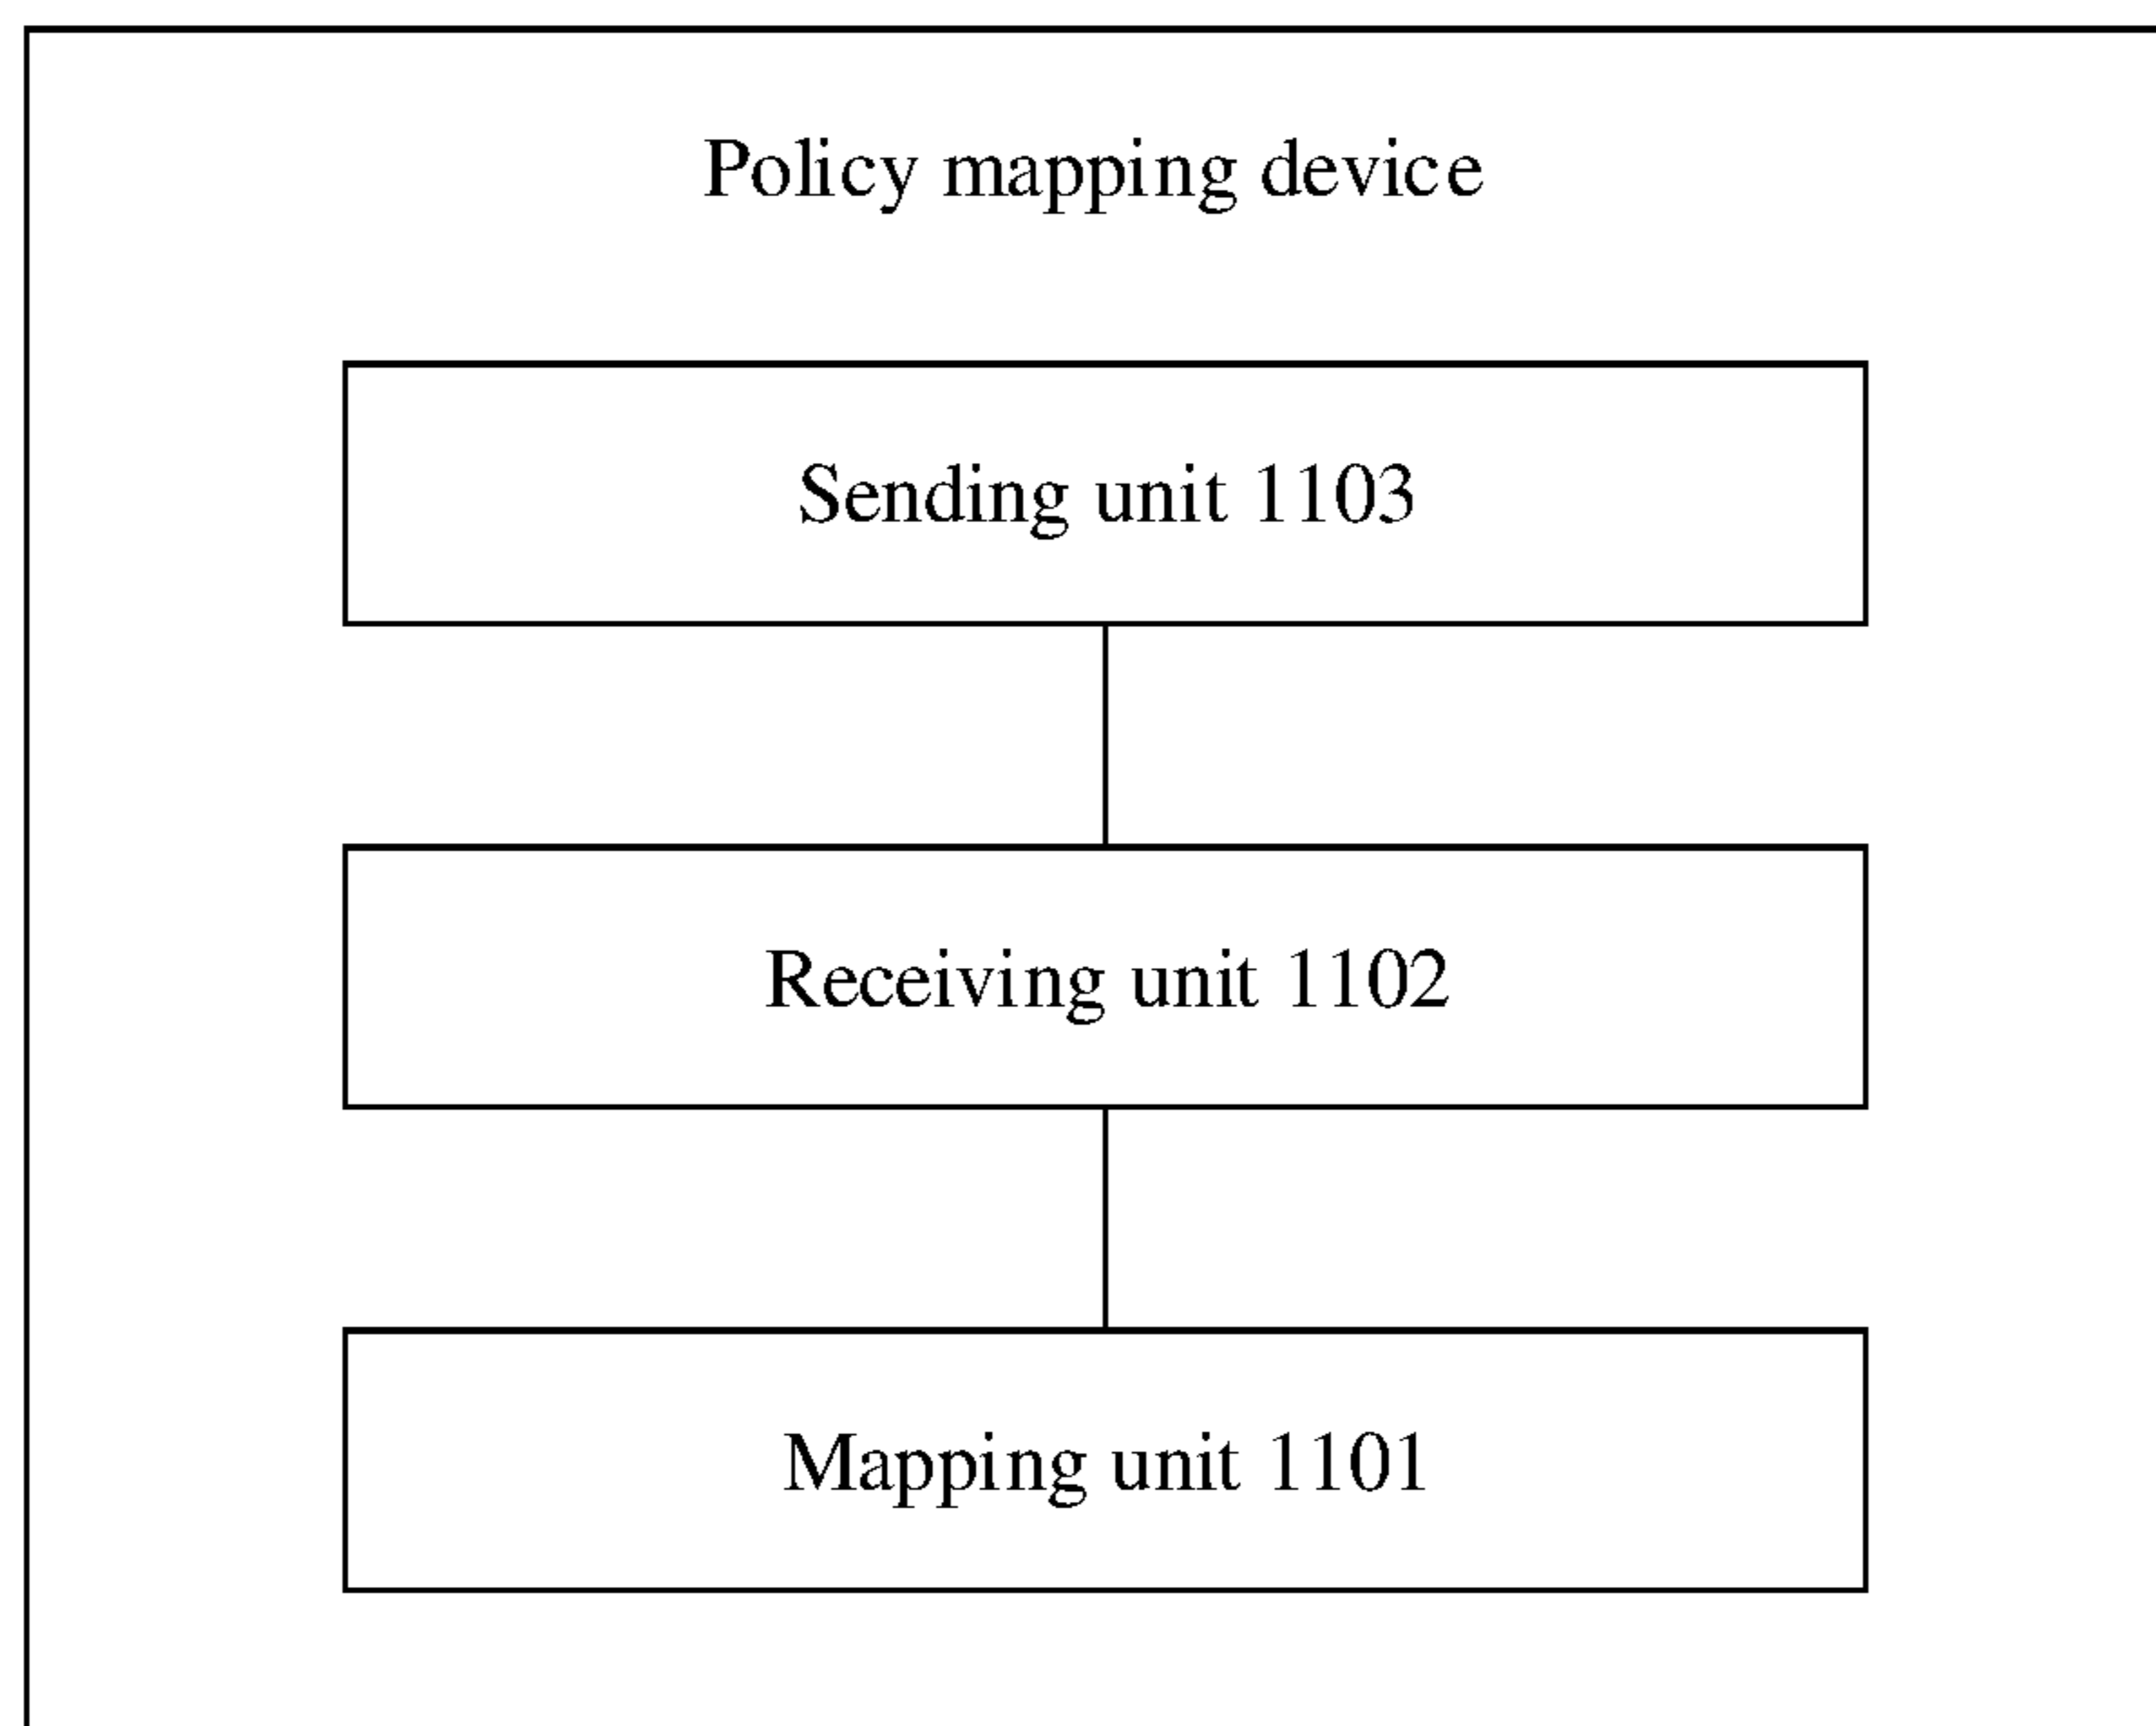 Policy mapping device
Sending unit 1103
Receiving unit 1102
Mapping unit 1101